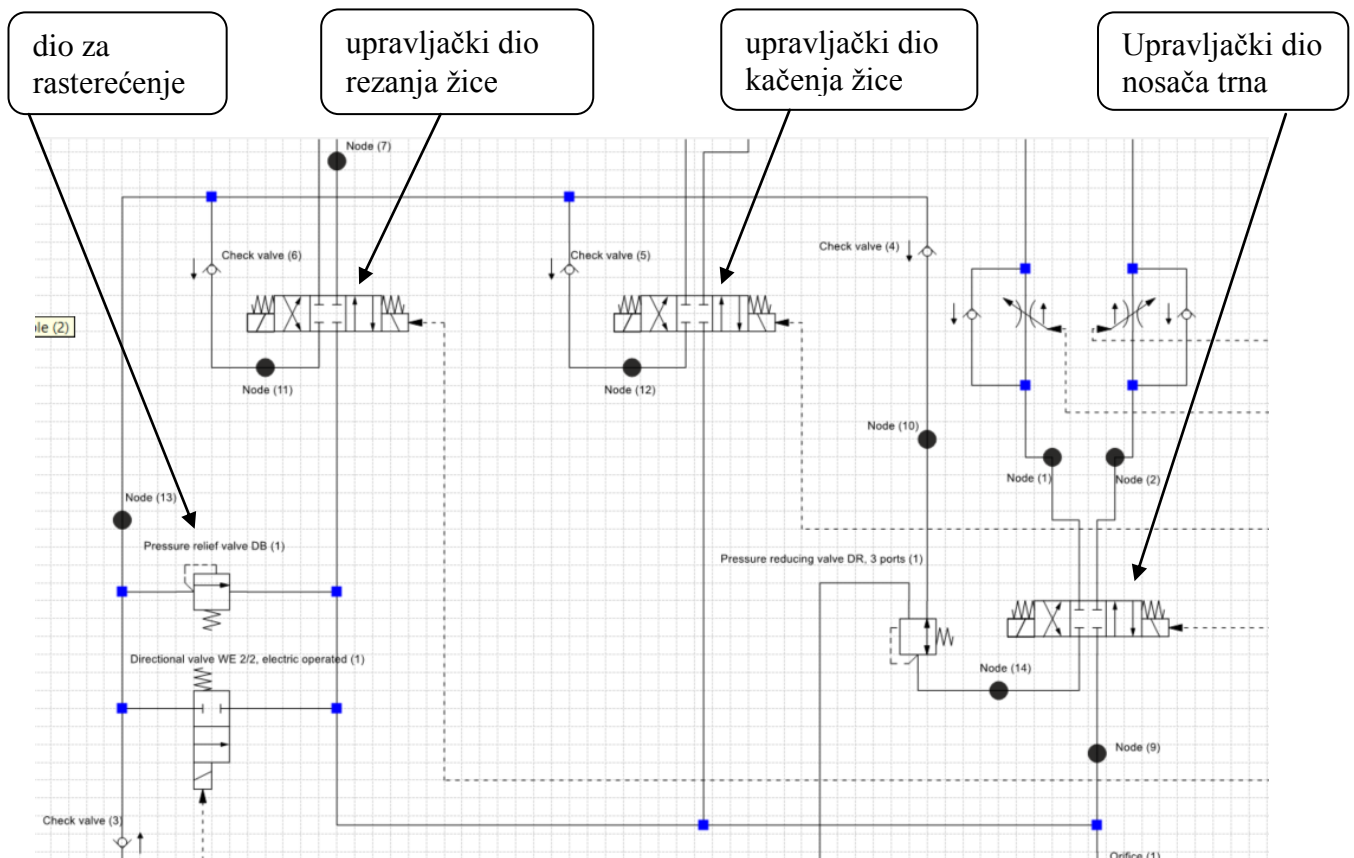 dio za
rasterećenje
upravljački dio
rezanja žice
upravljački dio
kačenja žice
Upravljački dio
nosača trna
Node (7)
Check valve (6)
Check valve (5)
Check valve (4)
(2)
Node (11)
Node (12)
Node (10)
Node (1)
Node (2)
Node (13)
Pressure relief valve DB (1)
Pressure reducing valve DR, 3 ports (1)
Directional valve WE 2/2, electric operated (1)
Node (14)
Node (9)
Check valve (3)
Orifice (1)